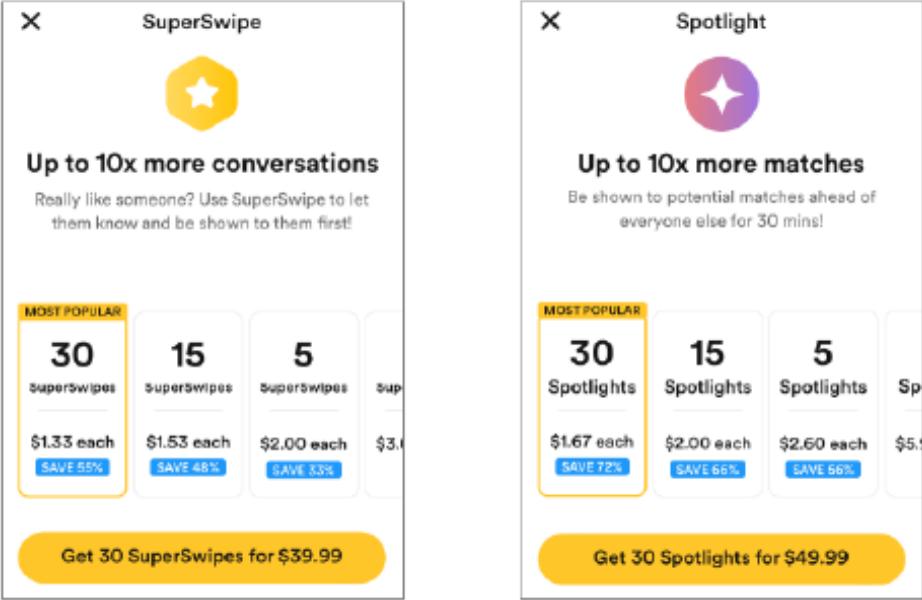 SuperSwipe
Up to 10x more conversations
Really like someone? Use SuperSwipe to let
them know and be shown to them first!
MOST POPULAR
30
SuperSwipes
$1.33 each
SAVE 55%
15
SuperSwipes
$1.53 each
SAVE 48%
5
SuperSwipes
$2.00 each
SAVE 33%
Sup
$3.
Get 30 SuperSwipes for $39.99
Spotlight
Up to 10x more matches
Be shown to potential matches ahead of
everyone else for 30 mins!
MOST POPULAR
30
Spotlights
$1.67 each
SAVE 72%
15
Spotlights
$2.00 each
SAVE 66%
5
Spotlights
$2.60 each
SAVE 56%
Sp
$5.
Get 30 Spotlights for $49.99